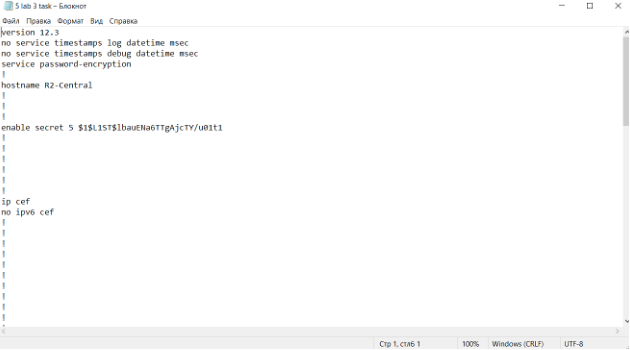 5 lab 3 task – Блокнот
Файл Правка Формат Вид Справка
version 12.3
no service timestamps log datetime msec
no service timestamps debug datetime msec
service password-encryption
!
hostname R2-Central
!
!
!
enable secret 5 $1$L1ST$lbauENa6TTgAjcTY/u01t1
!
!
!
!
!
!
ip cef
no ipv6 cef
!
!
!
!
!
!
!
!
!
!
Стр 1, стлб 1 100% Windows (CRLF) UTF-8